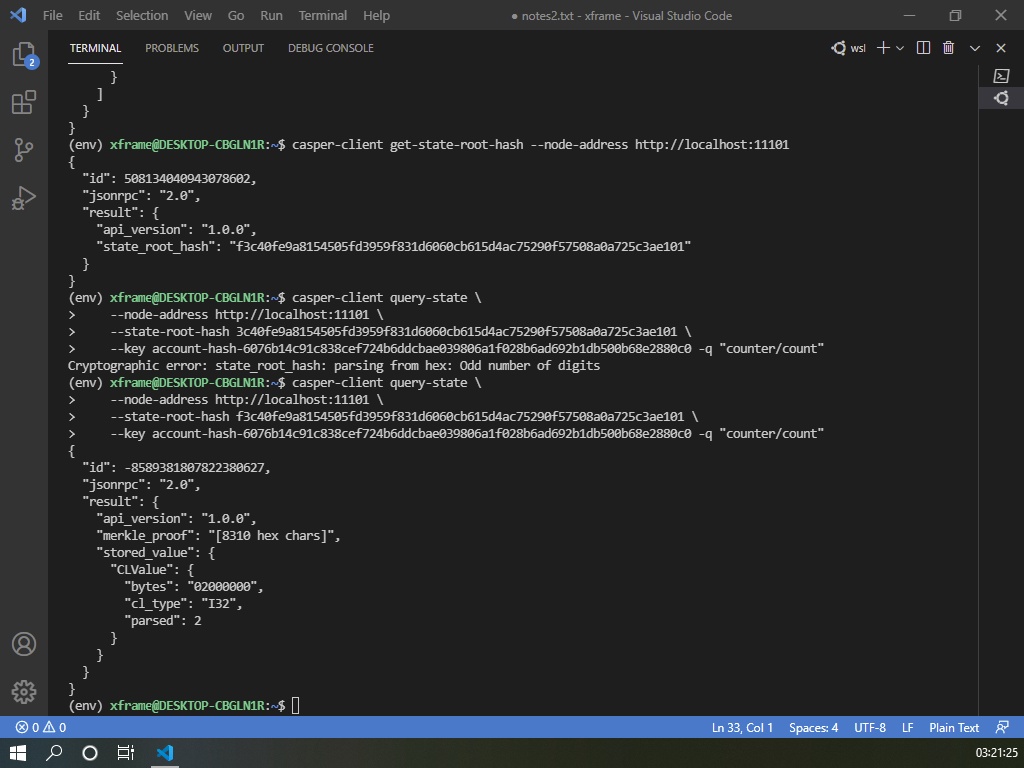 File Edit Selection View Go Run Terminal Help
● notes2.txt - xframe - Visual Studio Code
TERMINAL PROBLEMS OUTPUT DEBUG CONSOLE
wsl
2
}
]
}
}
(env) xframe@DESKTOP-CBGLN1R:~$ casper-client get-state-root-hash --node-address http://localhost:11101
{
"id": 508134040943078602,
"jsonrpc": "2.0",
"result": {
"api_version": "1.0.0",
"state_root_hash": "f3c40fe9a8154505fd3959f831d6060cb615d4ac75290f57508a0a725c3ae101"
}
}
(env) xframe@DESKTOP-CBGLN1R:~$ casper-client query-state \
> --node-address http://localhost:11101 \
> --state-root-hash 3c40fe9a8154505fd3959f831d6060cb615d4ac75290f57508a0a725c3ae101 \
> --key account-hash-6076b14c91c838cef724b6ddcbae039806a1f028b6ad692b1db500b68e2880c0 -q "counter/count"
Cryptographic error: state_root_hash: parsing from hex: Odd number of digits
(env) xframe@DESKTOP-CBGLN1R:~$ casper-client query-state \
> --node-address http://localhost:11101 \
> --state-root-hash f3c40fe9a8154505fd3959f831d6060cb615d4ac75290f57508a0a725c3ae101 \
> --key account-hash-6076b14c91c838cef724b6ddcbae039806a1f028b6ad692b1db500b68e2880c0 -q "counter/count"
{
"id": -8589381807822380627,
"jsonrpc": "2.0",
"result": {
"api_version": "1.0.0",
"merkle_proof": "[8310 hex chars]",
"stored_value": {
"CLValue": {
"bytes": "02000000",
"cl_type": "I32",
"parsed": 2
}
}
}
}
(env) xframe@DESKTOP-CBGLN1R:~$
0 0
Ln 33, Col 1 Spaces: 4 UTF-8 LF Plain Text
03:21:25